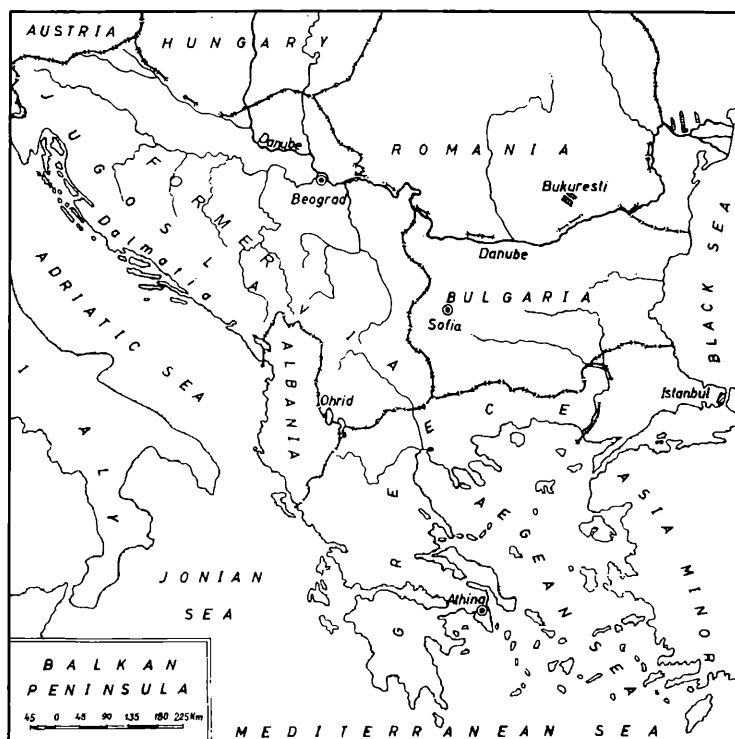 AUSTRIA
HUNGARY
JUGOSLAVIA
FORMER
Danube
ROMANIA
Beograd
Bukuresti
Dalmatia
Danube
BLACK SEA
ADRIATIC SEA
BULGARIA
Sofia
ITALY
ALBANIA
Ohrid
Istanbul
GREECE
AEGEAN SEA
ASIA MINOR
JONIAN
SEA
Athina
BALKAN
PENINSULA
45 0 45 90 135 180 225 Km
MEDITERRANEAN SEA